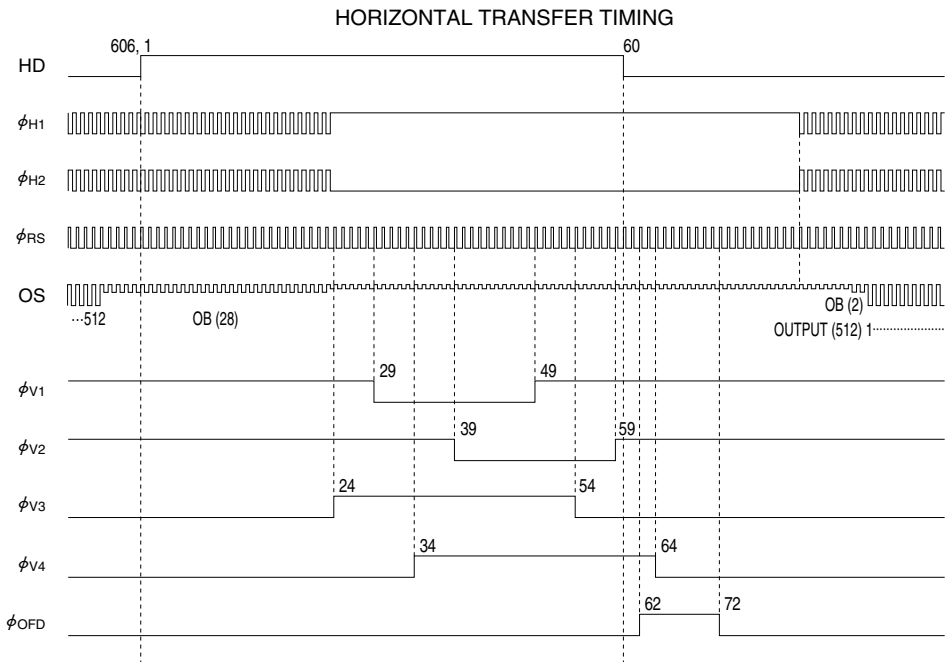 HORIZONTAL TRANSFER TIMING
606, 1 60
HD
ϕH1
ϕH2
ϕRS
OS
···512 OB (28) OB (2)
OUTPUT (512) 1·····················
29 49
ϕV1
39 59
ϕV2
24 54
ϕV3
34 64
ϕV4
62 72
ϕOFD